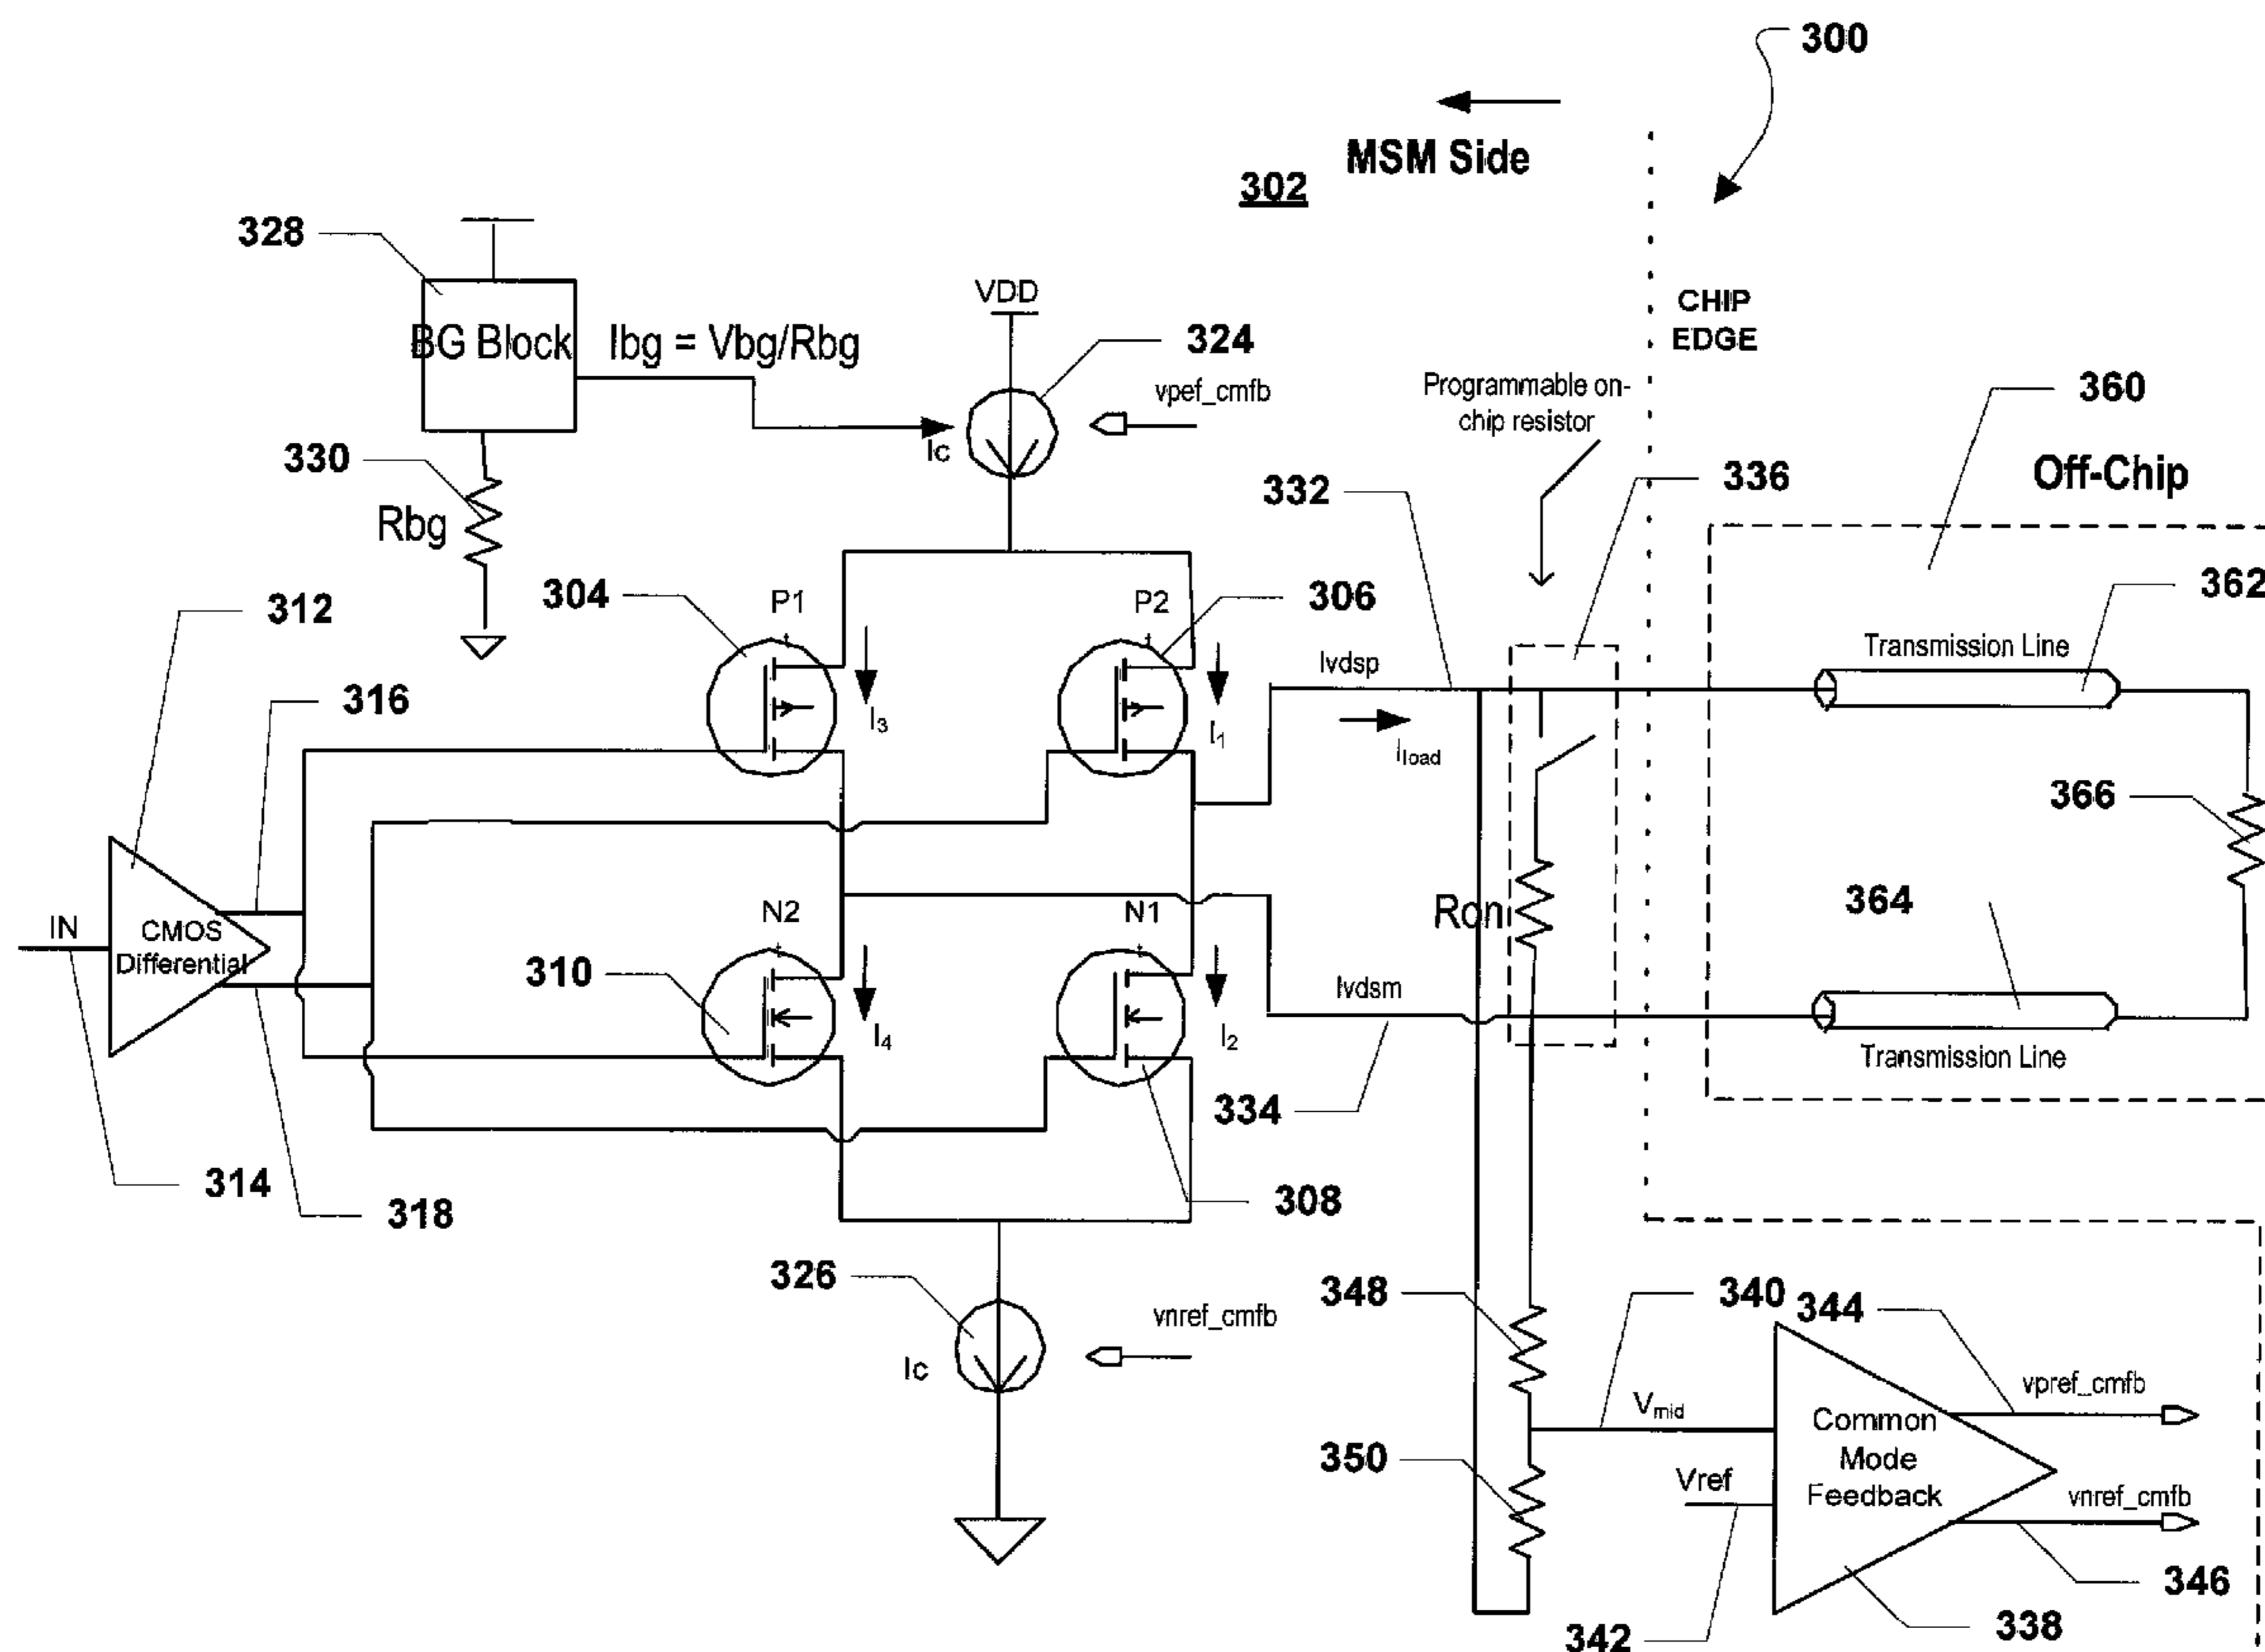 300
MSM Side
302
328
VDD
CHIP
EDGE
BG Block
Ibg = Vbg/Rbg
324
vpef_cmfb
Ic
Programmable on-
chip resistor
360
330
Rbg
332
336
Off-Chip
304
P1
P2
306
362
312
Transmission Line
lvdsp
316
I3
I1
Iload
366
N2
N1
Ron
364
IN
CMOS
Differential
310
lvdsm
I4
I2
Transmission Line
334
314
318
308
326
vnref_cmfb
348
340
344
Ic
vpref_cmfb
Vmid
Common
Mode
Feedback
350
Vref
vnref_cmfb
346
342
338